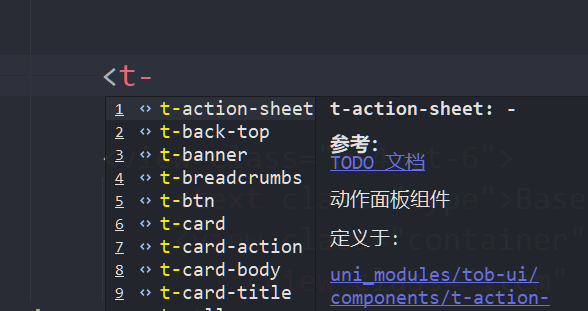 <t-
1 t-action-sheet
2 t-back-top
3 t-banner
4 t-breadcrumbs
5 t-btn
6 t-card
7 t-card-action
8 t-card-body
9 t-card-title
t-action-sheet: -
参考:
TODO 文档
动作面板组件
定义于:
uni_modules/tob-ui/
components/t-action-